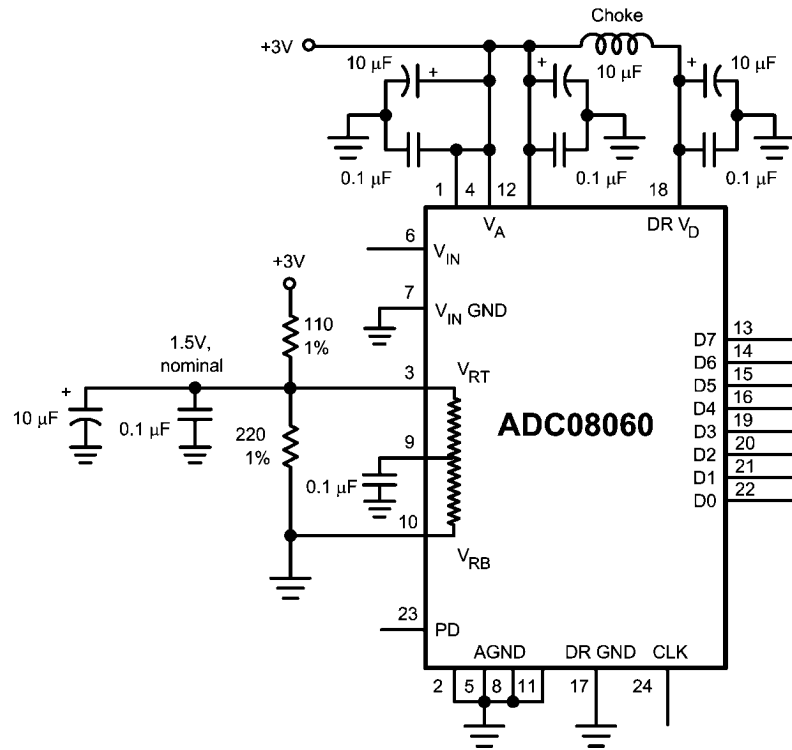 Choke
+3V
10 μF
+
+
10 μF
+
10 μF
0.1 μF
0.1 μF
0.1 μF
1
4
12
18
VA
DR VD
6
VIN
+3V
7
VIN GND
110
1%
1.5V,
nominal
3
VRT
+
10 μF
0.1 μF
220
1%
9
0.1 μF
10
VRB
ADC08060
D7
13
D6
14
D5
15
D4
16
D3
19
D2
20
D1
21
D0
22
23
PD
AGND
DR GND
CLK
2
5
8
11
17
24